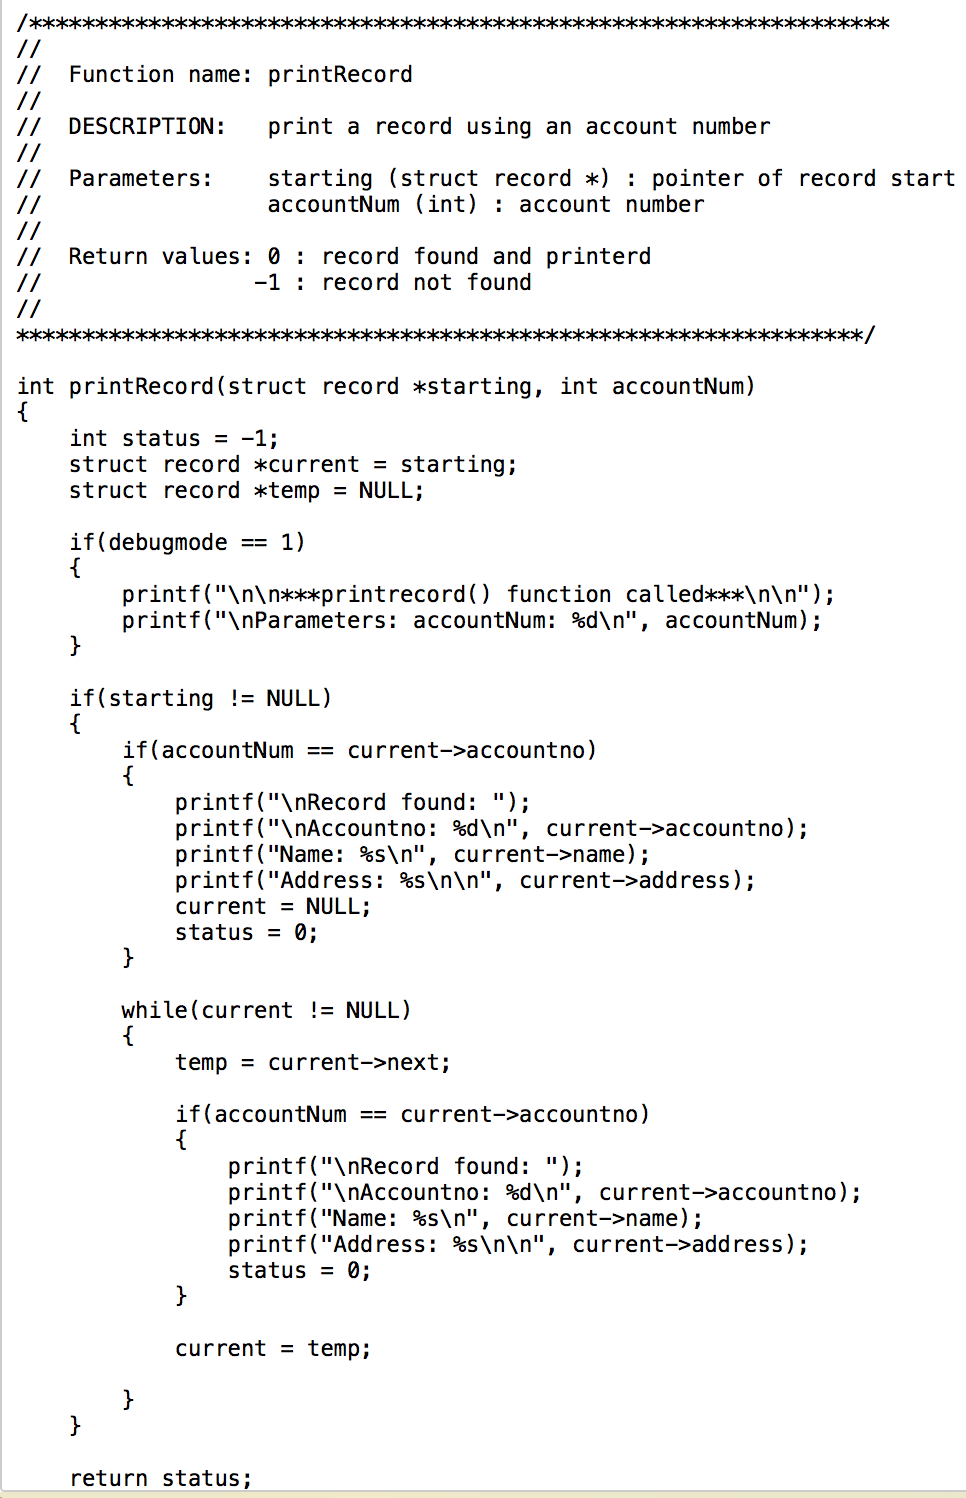 /*****************************************************************
//
//  Function name: printRecord
//
//  DESCRIPTION:   print a record using an account number
//
//  Parameters:    starting (struct record *) : pointer of record start
//                 accountNum (int) : account number
//
//  Return values: 0 : record found and printerd
//                -1 : record not found
//
****************************************************************/

int printRecord(struct record *starting, int accountNum)
{
    int status = -1;
    struct record *current = starting;
    struct record *temp = NULL;

    if(debugmode == 1)
    {
        printf("\n\n***printrecord() function called***\n\n");
        printf("\nParameters: accountNum: %d\n", accountNum);
    }

    if(starting != NULL)
    {
        if(accountNum == current->accountno)
        {
            printf("\nRecord found: ");
            printf("\nAccountno: %d\n", current->accountno);
            printf("Name: %s\n", current->name);
            printf("Address: %s\n\n", current->address);
            current = NULL;
            status = 0;
        }

        while(current != NULL)
        {
            temp = current->next;

            if(accountNum == current->accountno)
            {
                printf("\nRecord found: ");
                printf("\nAccountno: %d\n", current->accountno);
                printf("Name: %s\n", current->name);
                printf("Address: %s\n\n", current->address);
                status = 0;
            }

            current = temp;

        }
    }

    return status;